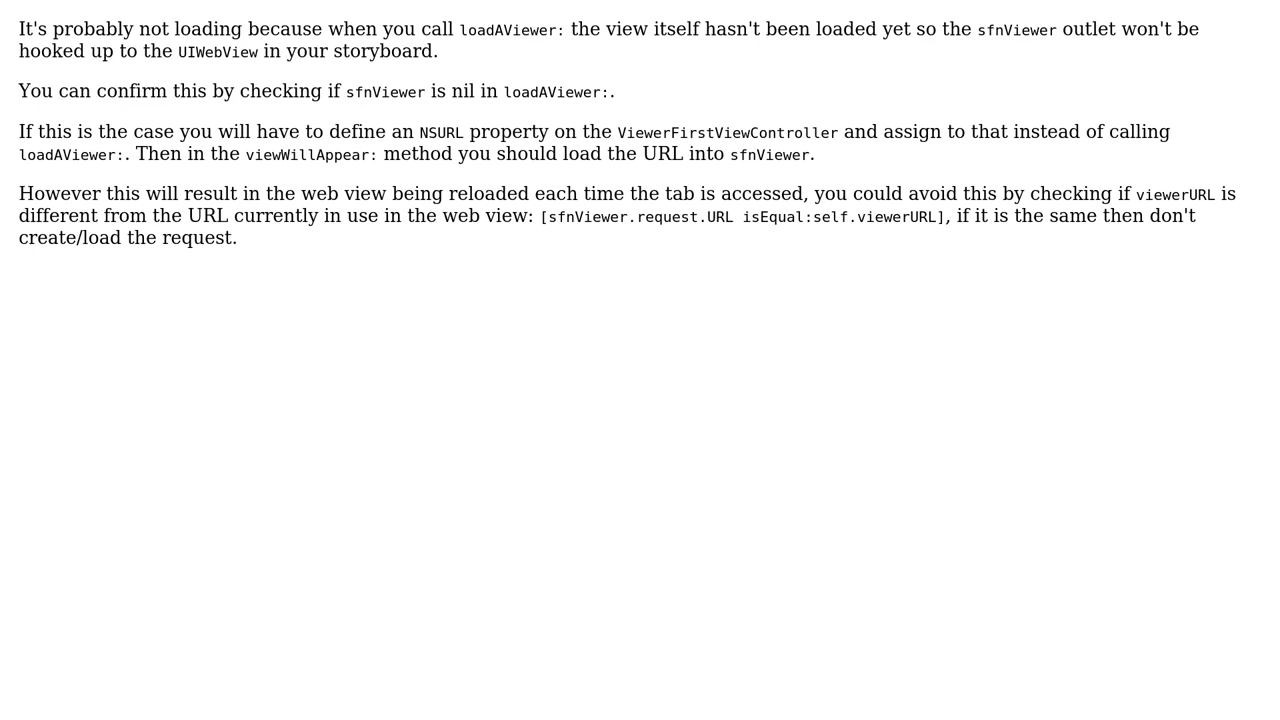 It's probably not loading because when you call loadAViewer: the view itself hasn't been loaded yet so the sfnViewer outlet won't be
hooked up to the UIWebView in your storyboard.
You can confirm this by checking if sfnViewer is nil in loadAViewer:.
If this is the case you will have to define an NSURL property on the ViewerFirstViewController and assign to that instead of calling
loadAViewer:. Then in the viewWillAppear: method you should load the URL into sfnViewer.
However this will result in the web view being reloaded each time the tab is accessed, you could avoid this by checking if viewerURL is
different from the URL currently in use in the web view: [sfnViewer.request.URL isEqual:self.viewerURL], if it is the same then don't
create/load the request.